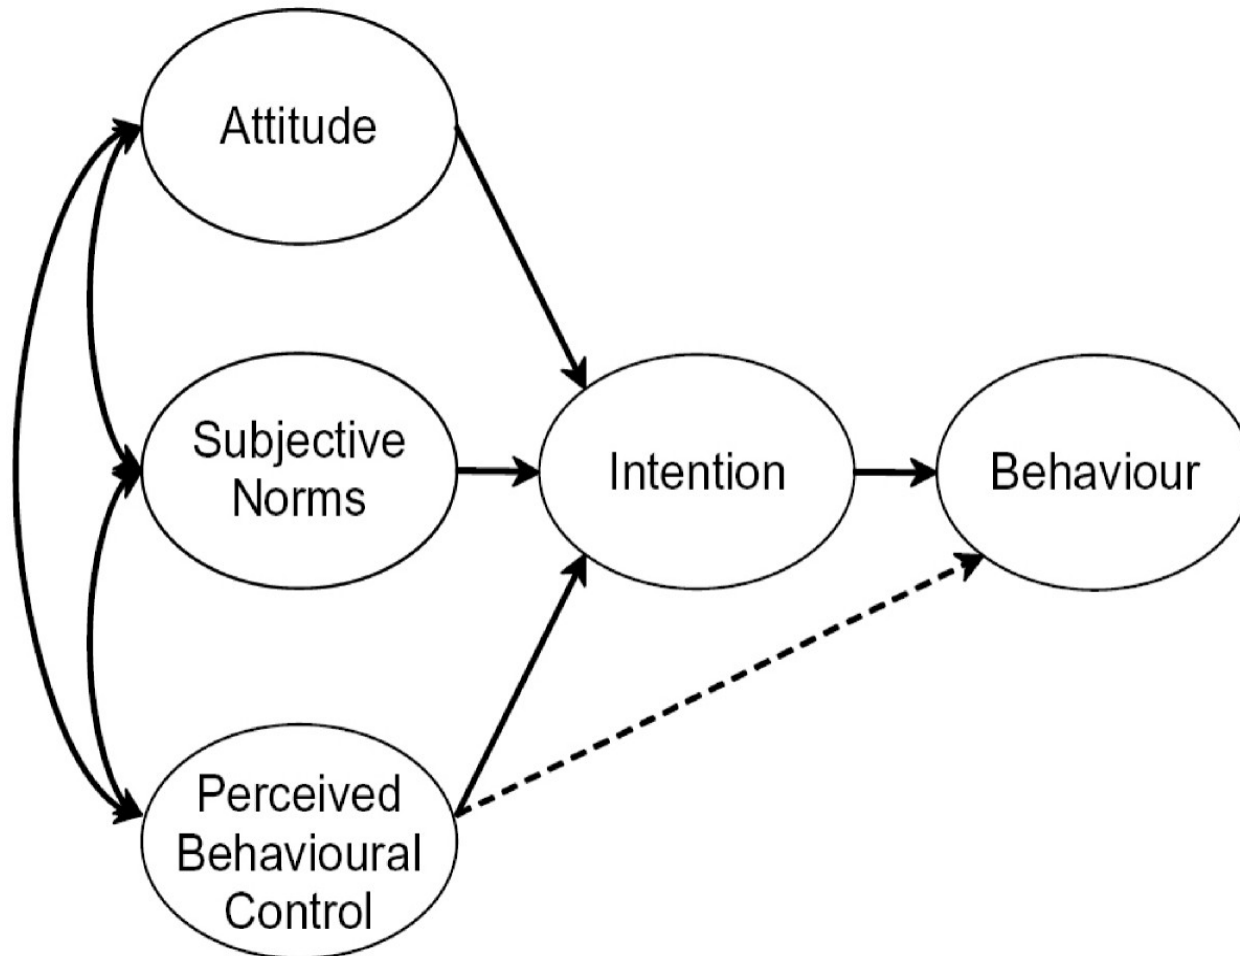 Attitude
Subjective
Norms
Intention
Behaviour
Perceived
Behavioural
Control